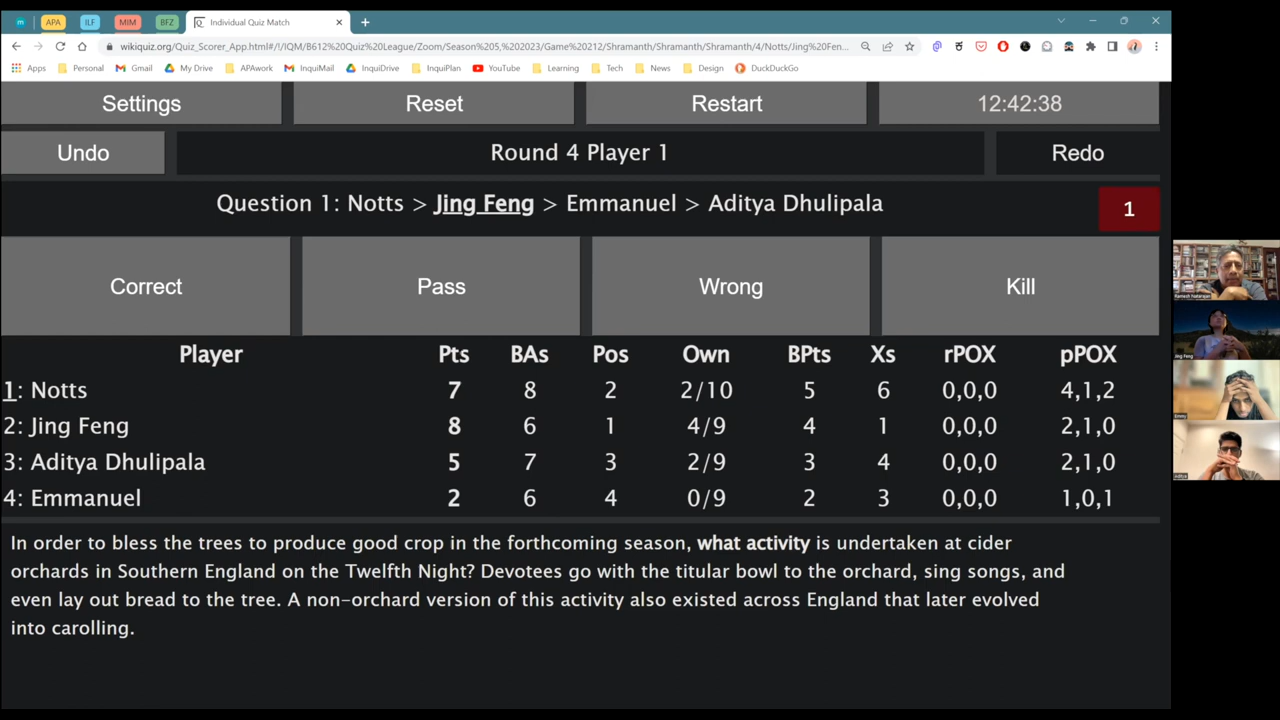 m APA ILF MIM BFZ Individual Quiz Match
wikiquiz.org/Quiz_Scorer_App.html#/!/IQM/B612%20Quiz%20League/Zoom/Season%205,%202023/Game%20212/Shramanth/Shramanth/Shramanth/4/Notts/Jing%20Fen...
Apps Personal Gmail My Drive APAwork InquiMail InquiDrive InquiPlan YouTube Learning Tech News Design DuckDuckGo
Settings Reset Restart 12:42:38
Undo Round 4 Player 1 Redo
Question 1: Notts > Jing Feng > Emmanuel > Aditya Dhulipala 1
Correct Pass Wrong Kill
Player Pts BAs Pos Own BPts Xs rPOX pPOX
1: Notts 7 8 2 2/10 5 6 0,0,0 4,1,2
2: Jing Feng 8 6 1 4/9 4 1 0,0,0 2,1,0
3: Aditya Dhulipala 5 7 3 2/9 3 4 0,0,0 2,1,0
4: Emmanuel 2 6 4 0/9 2 3 0,0,0 1,0,1
In order to bless the trees to produce good crop in the forthcoming season, what activity is undertaken at cider
orchards in Southern England on the Twelfth Night? Devotees go with the titular bowl to the orchard, sing songs, and
even lay out bread to the tree. A non-orchard version of this activity also existed across England that later evolved
into carolling.
Jing Feng